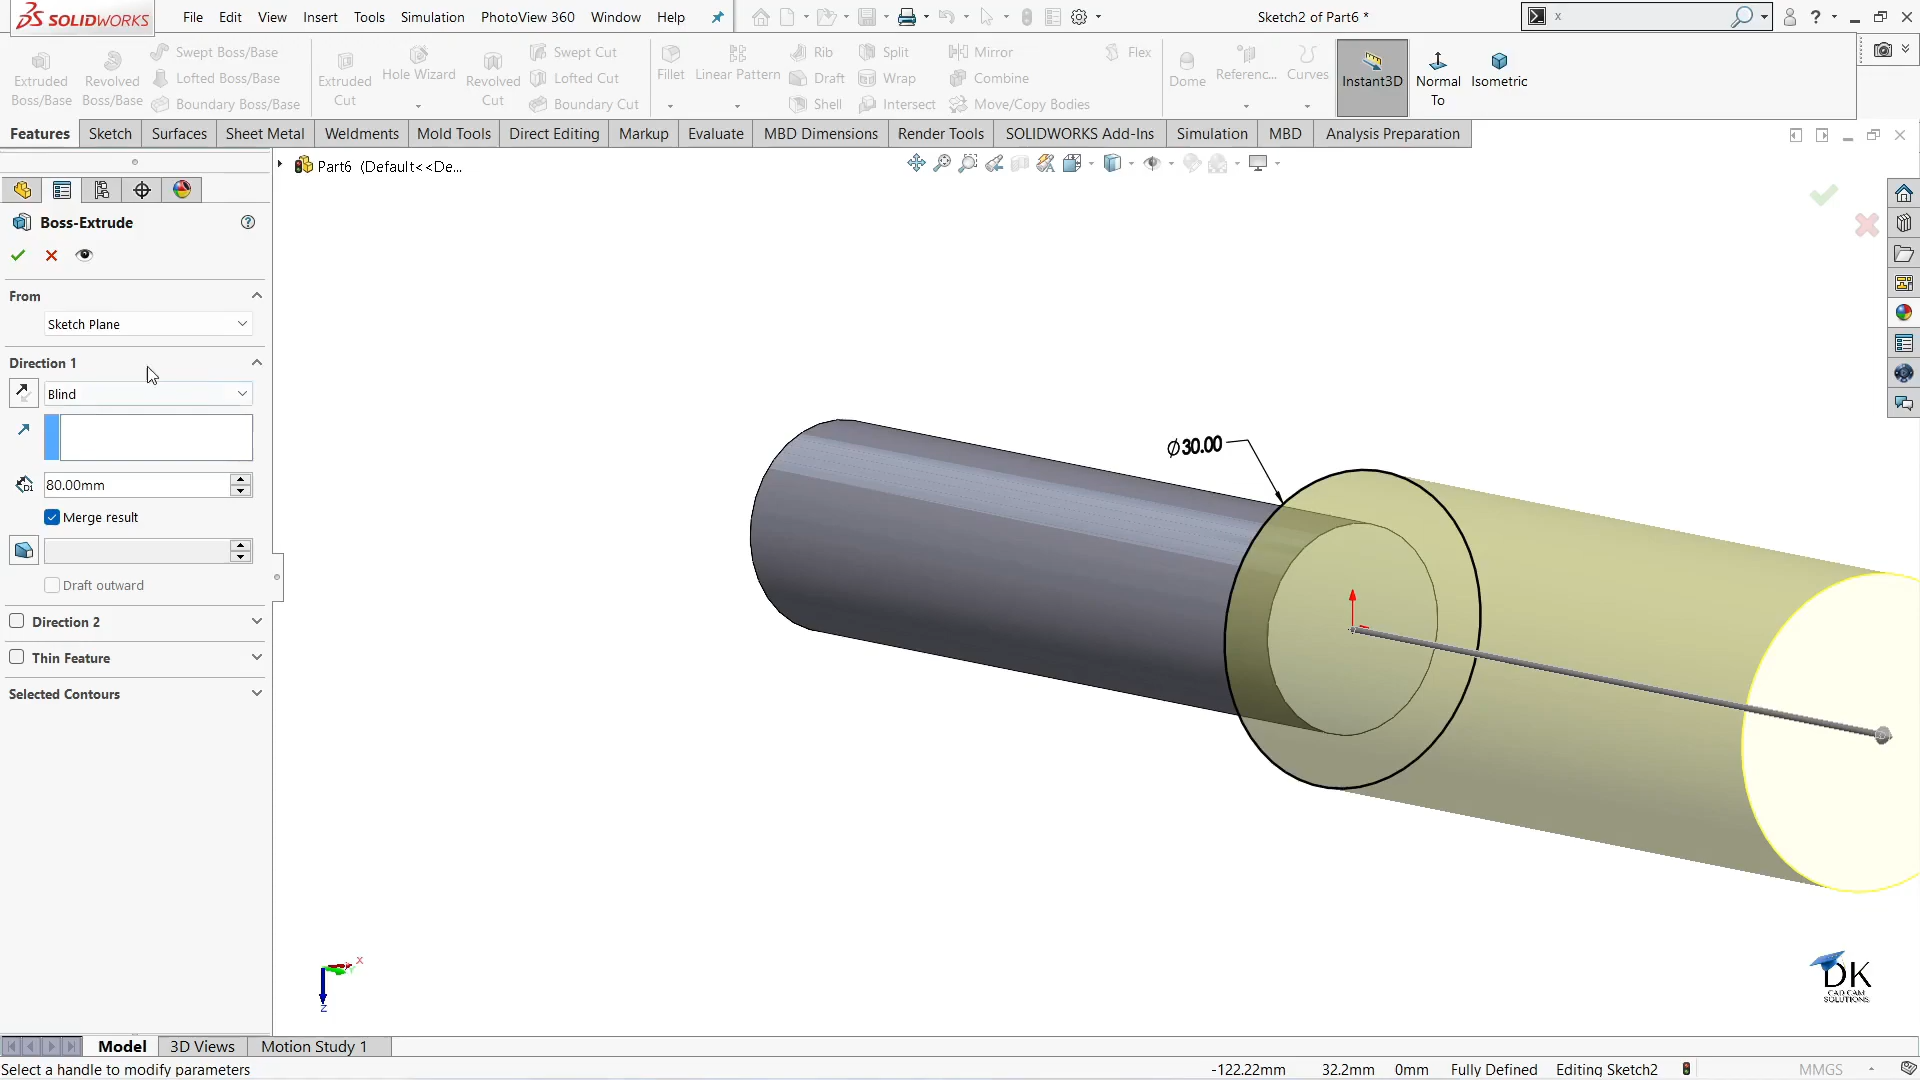 SOLIDWORKS File Edit View Insert Tools Simulation PhotoView 360 Window Help Sketch2 of Part6 * x ?
Extruded Boss/Base
Revolved Boss/Base
Swept Boss/Base
Lofted Boss/Base
Boundary Boss/Base
Extruded Cut
Hole Wizard
Revolved Cut
Swept Cut
Lofted Cut
Boundary Cut
Fillet
Linear Pattern
Rib
Draft
Shell
Split
Wrap
Intersect
Mirror
Combine
Move/Copy Bodies
Flex
Dome
Referenc...
Curves
Instant3D
Normal To
Isometric
Features Sketch Surfaces Sheet Metal Weldments Mold Tools Direct Editing Markup Evaluate MBD Dimensions Render Tools SOLIDWORKS Add-Ins Simulation MBD Analysis Preparation
Part6 (Default<<De...
Boss-Extrude
From
Sketch Plane
Direction 1
Blind
D1
80.00mm
Merge result
Draft outward
Direction 2
Thin Feature
Selected Contours
∅30.00
x
Y
Z
DK
CAD CAM
SOLUTIONS
Model 3D Views Motion Study 1
Select a handle to modify parameters -122.22mm 32.2mm 0mm Fully Defined Editing Sketch2 MMGS